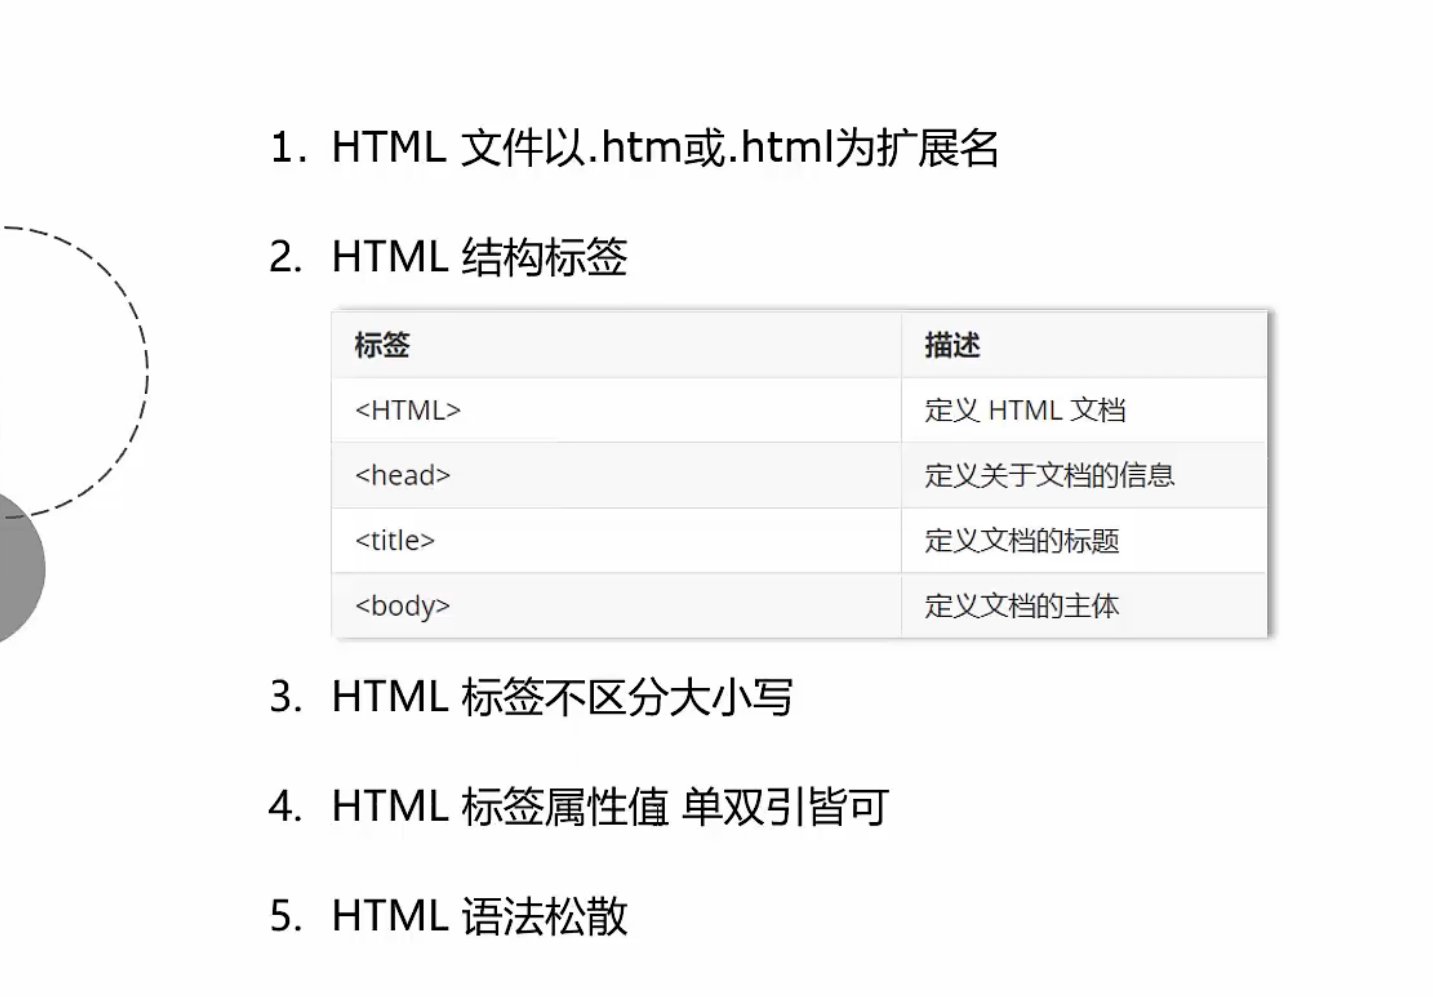 1. HTML 文件以.htm或.html为扩展名
2. HTML 结构标签
标签 描述
<HTML> 定义 HTML 文档
<head> 定义关于文档的信息
<title> 定义文档的标题
<body> 定义文档的主体
3. HTML 标签不区分大小写
4. HTML 标签属性值 单双引皆可
5. HTML 语法松散